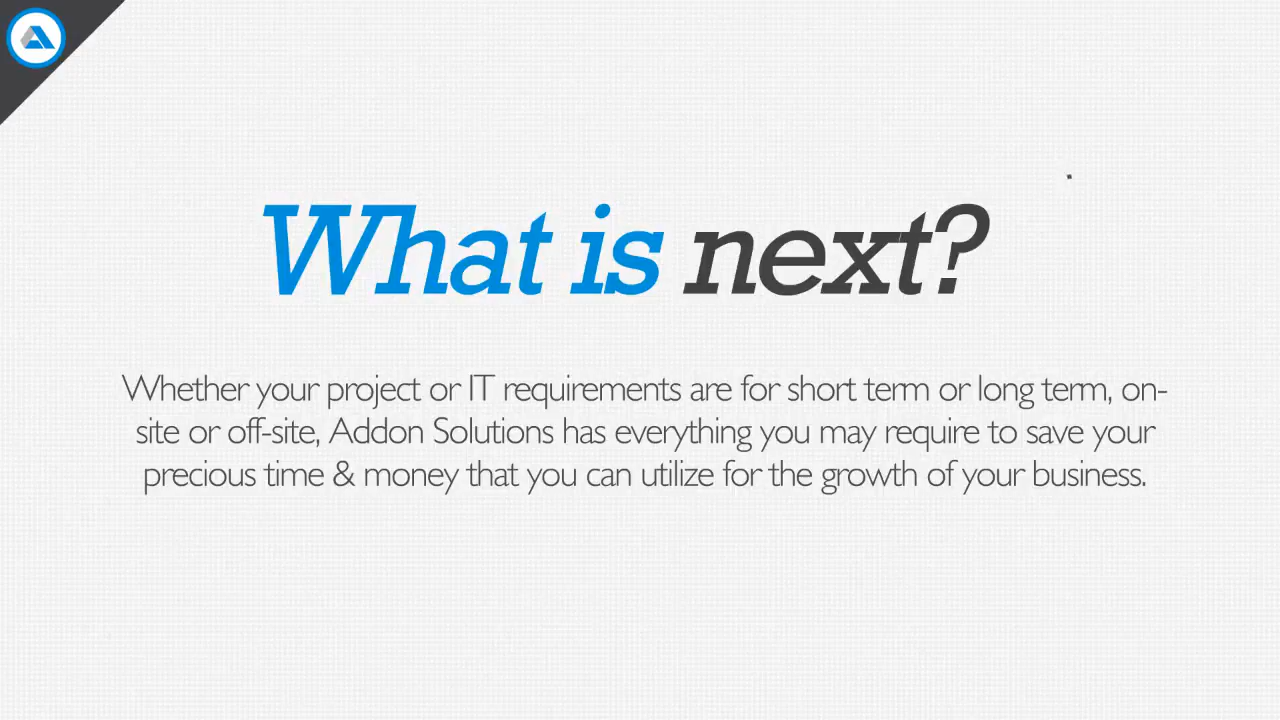 What is next?
Whether your project or IT requirements are for short term or long term, on-
site or off-site, Addon Solutions has everything you may require to save your
precious time & money that you can utilize for the growth of your business.